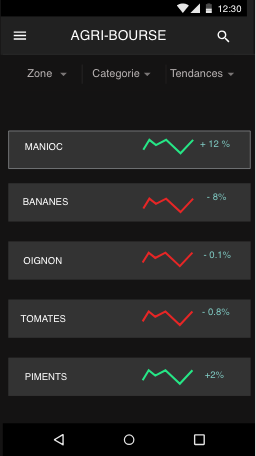 12:30
AGRI-BOURSE
Zone Categorie Tendances
MANIOC + 12 %
BANANES - 8%
OIGNON - 0.1%
TOMATES - 0.8%
PIMENTS +2%